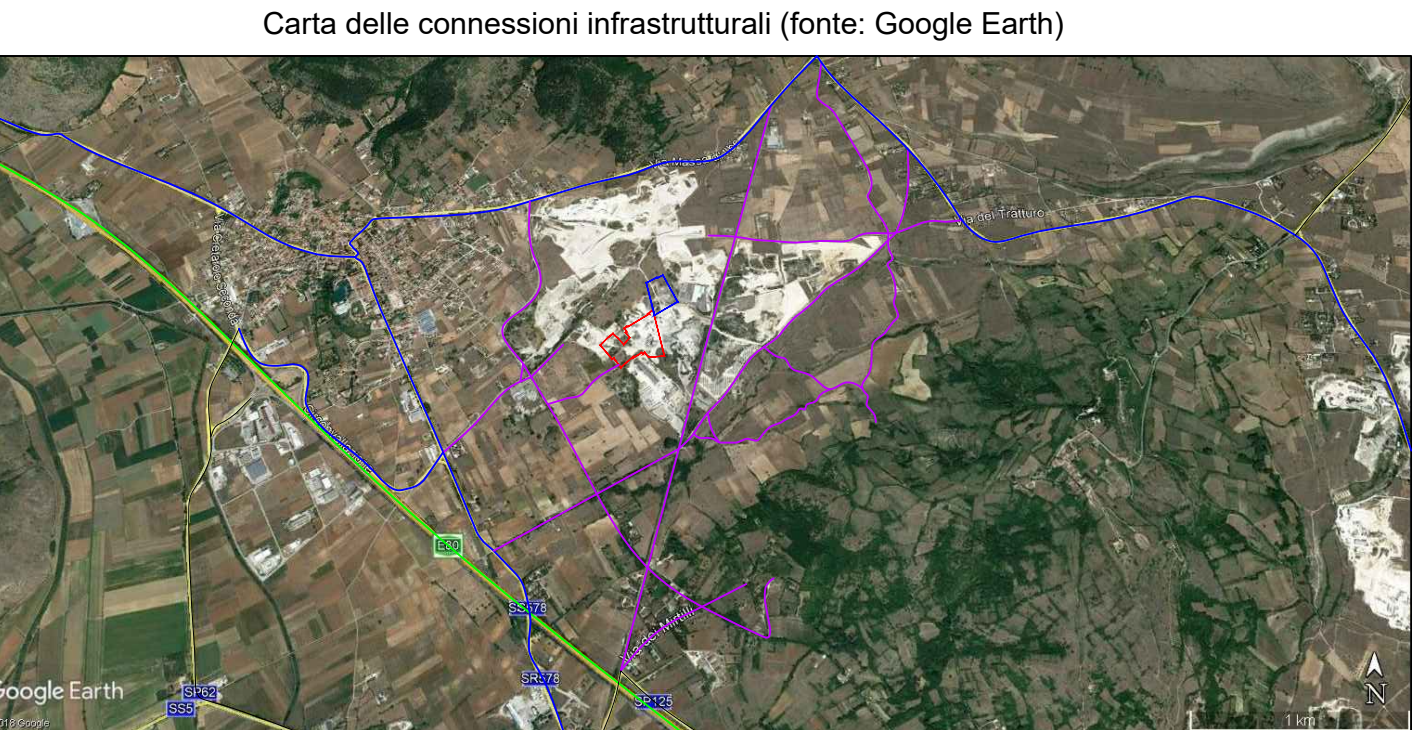 Carta delle connessioni infrastrutturali (fonte: Google Earth)
Via del Tratturo
E80
SS578
Via dei Mirtilli
SR578
SP125
SP62
SS5
Google Earth
N
1 km